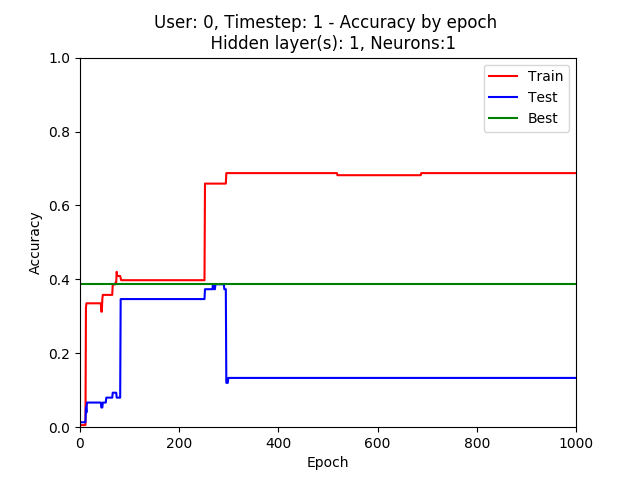 User: 0, Timestep: 1 - Accuracy by epoch
Hidden layer(s): 1, Neurons:1
1.0
0.8
0.6
0.4
0.2
0.0
Accuracy
Train
Test
Best
0 200 400 600 800 1000
Epoch